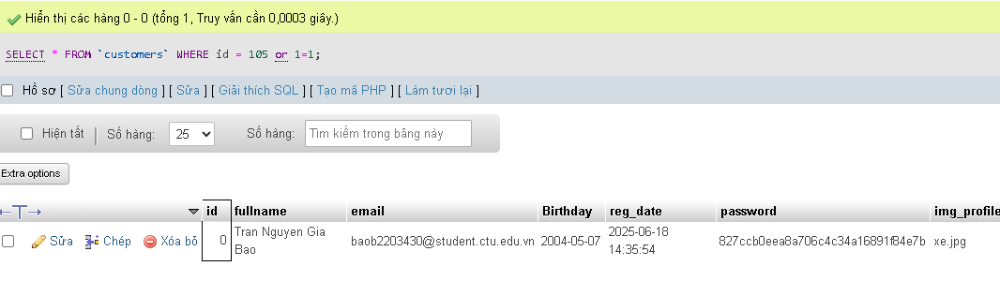 Hiển thị các hàng 0 - 0 (tổng 1, Truy vấn cần 0,0003 giây.)
SELECT * FROM `customers` WHERE id = 105 or 1=1;
Hồ sơ [ Sửa chung dòng ] [ Sửa ] [ Giải thích SQL ] [ Tạo mã PHP ] [ Làm tươi lại ]
Hiện tất | Số hàng: 25 Số hàng: Tìm kiếm trong bảng này
Extra options
←T→ id fullname email Birthday reg_date password img_profile
Sửa Chép Xóa bỏ 0 Tran Nguyen Gia Bao baob2203430@student.ctu.edu.vn 2004-05-07 2025-06-18 14:35:54 827ccb0eea8a706c4c34a16891f84e7b xe.jpg